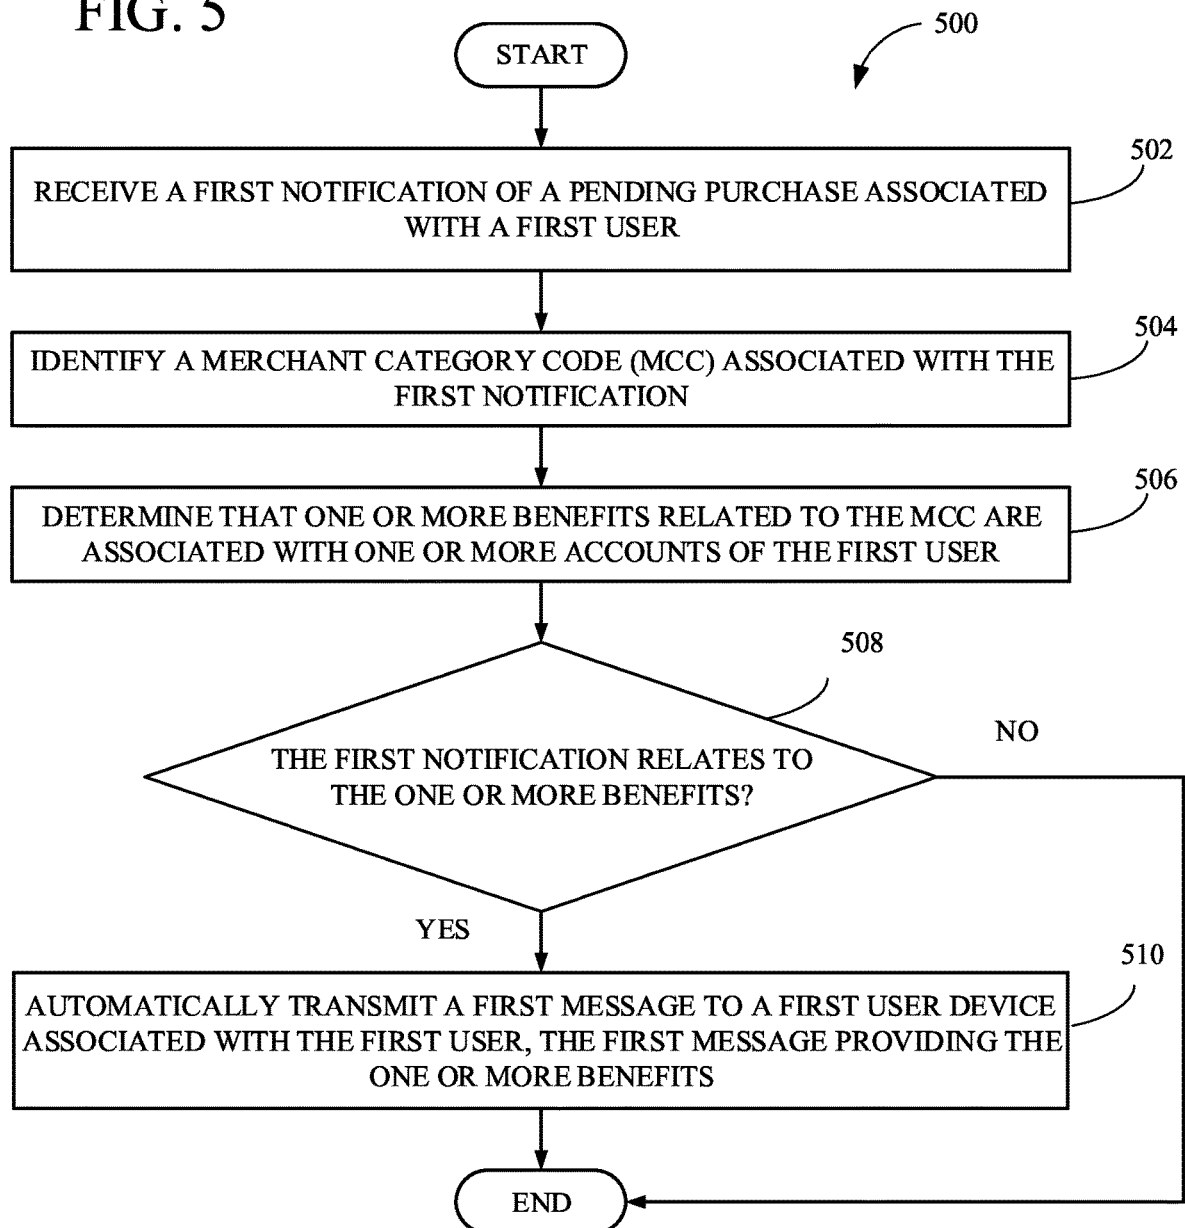 FIG. 5
START
500
502
RECEIVE A FIRST NOTIFICATION OF A PENDING PURCHASE ASSOCIATED
WITH A FIRST USER
504
IDENTIFY A MERCHANT CATEGORY CODE (MCC) ASSOCIATED WITH THE
FIRST NOTIFICATION
506
DETERMINE THAT ONE OR MORE BENEFITS RELATED TO THE MCC ARE
ASSOCIATED WITH ONE OR MORE ACCOUNTS OF THE FIRST USER
508
THE FIRST NOTIFICATION RELATES TO
THE ONE OR MORE BENEFITS?
NO
YES
510
AUTOMATICALLY TRANSMIT A FIRST MESSAGE TO A FIRST USER DEVICE
ASSOCIATED WITH THE FIRST USER, THE FIRST MESSAGE PROVIDING THE
ONE OR MORE BENEFITS
END